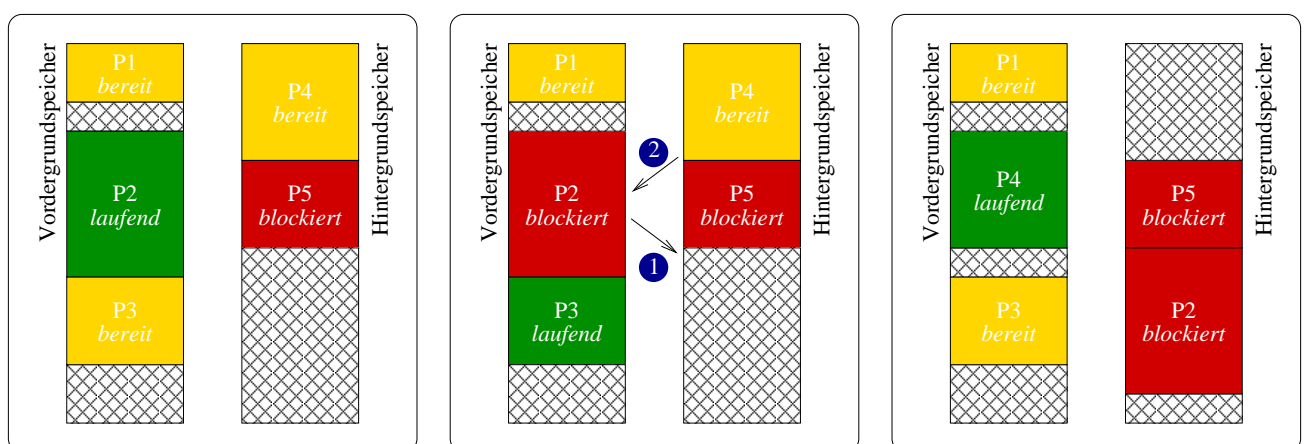 Vordergrundspeicher
P1
bereit
P2
laufend
P3
bereit
P4
bereit
P5
blockiert
Hintergrundspeicher
Vordergrundspeicher
P1
bereit
P2
blockiert
P3
laufend
2
1
P4
bereit
P5
blockiert
Hintergrundspeicher
Vordergrundspeicher
P1
bereit
P4
laufend
P3
bereit
P5
blockiert
P2
blockiert
Hintergrundspeicher